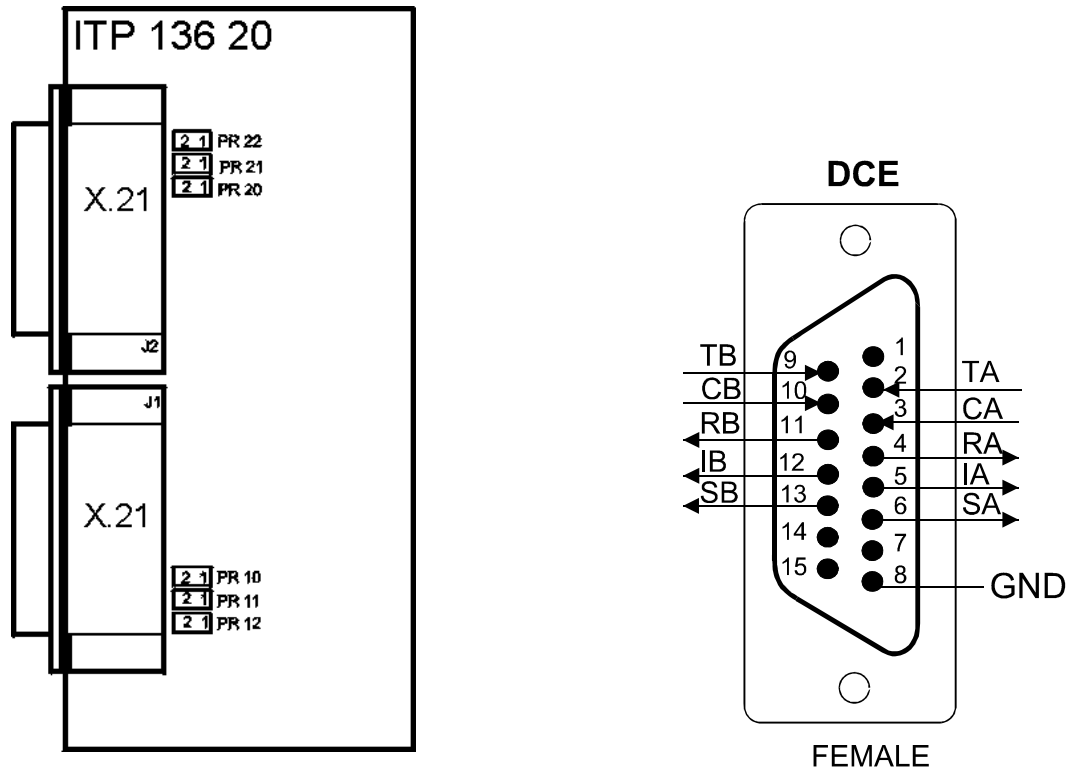 ITP 136 20
2 1 PR 22
2 1 PR 21
2 1 PR 20
X.21
J2
J1
X.21
2 1 PR 10
2 1 PR 11
2 1 PR 12
DCE
1
TB 9
2 TA
CB 10
3 CA
RB 11
4 RA
IB 12
5 IA
SB 13
6 SA
14
7
15
8 GND
FEMALE